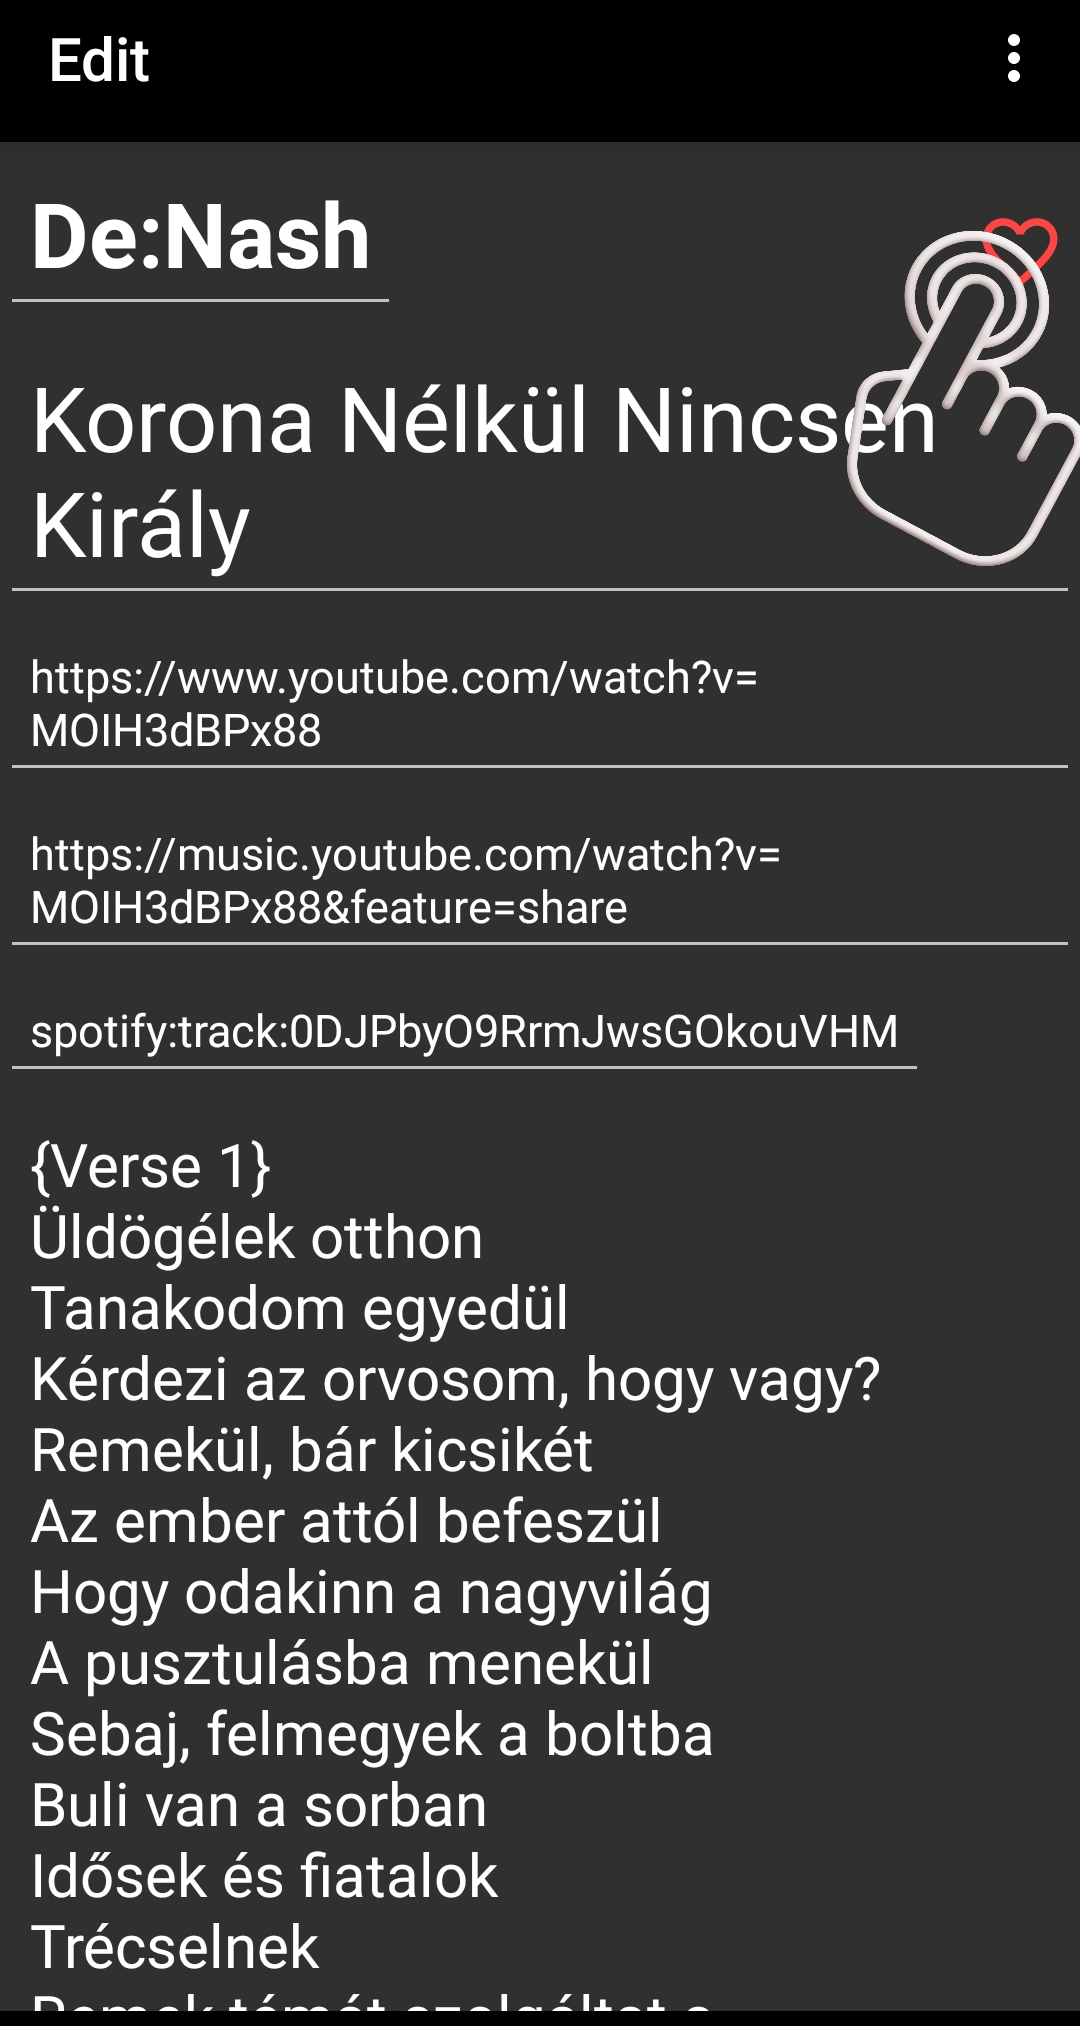 Edit
De:Nash
Korona Nélkül Nincsen
Király
https://www.youtube.com/watch?v=
MOIH3dBPx88
https://music.youtube.com/watch?v=
MOIH3dBPx88&feature=share
spotify:track:0DJPbyO9RrmJwsGOkouVHM
{Verse 1}
Üldögélek otthon
Tanakodom egyedül
Kérdezi az orvosom, hogy vagy?
Remekül, bár kicsikét
Az ember attól befeszül
Hogy odakinn a nagyvilág
A pusztulásba menekül
Sebaj, felmegyek a boltba
Buli van a sorban
Idősek és fiatalok
Trécselnek
Remek témát szolgáltat a